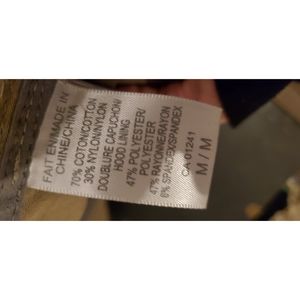 FAIT EN/MADE IN
CHINE/CHINA
70% COTON/COTTON
30% NYLON/NYLON
DOUBLURE CAPUCHON/
HOOD LINING
47% POLYESTER/
POLYESTER
47% RAYONNE/RAYON
6% SPANDEX/SPANDEX
CA 01241
M / M